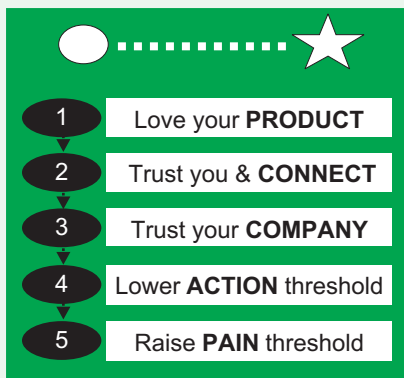 1 Love your PRODUCT
2 Trust you & CONNECT
3 Trust your COMPANY
4 Lower ACTION threshold
5 Raise PAIN threshold